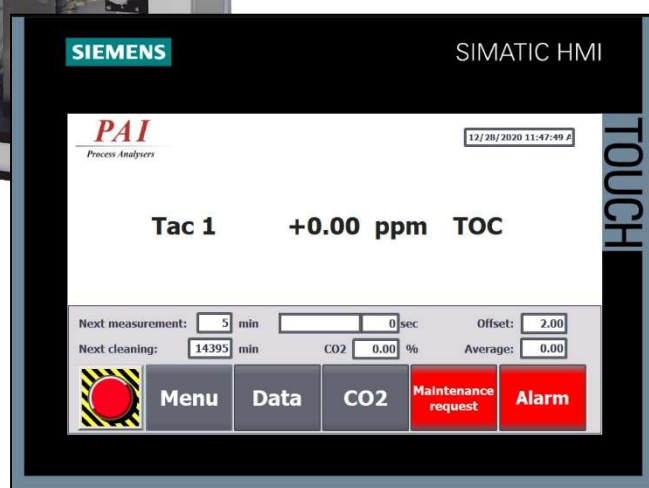 SIEMENS
SIMATIC HMI
TOUCH
PAI
Process Analysers
12/28/2020 11:47:49 A
Tac 1 +0.00 ppm TOC
Next measurement: 5 min 0 sec Offset: 2.00
Next cleaning: 14395 min CO2 0.00 % Average: 0.00
Menu
Data
CO2
Maintenance
request
Alarm